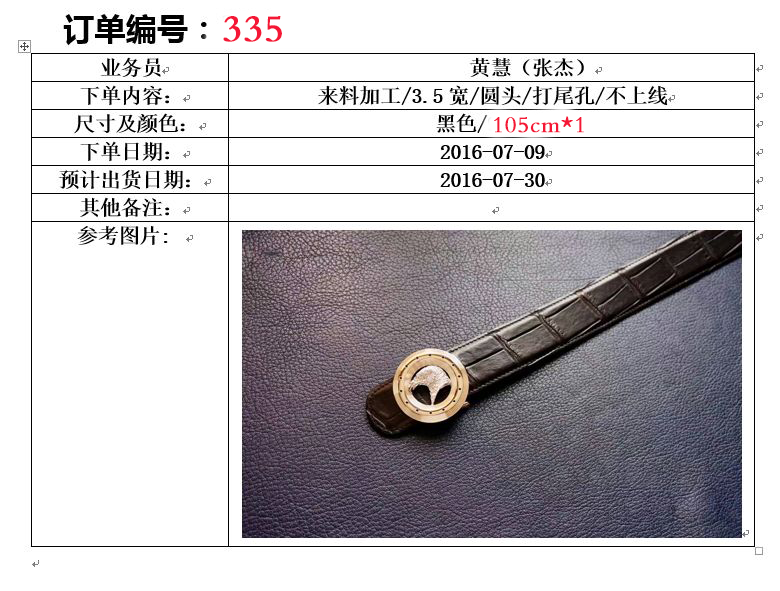 订单编号：335
业务员 黄慧（张杰）
下单内容： 来料加工/3.5宽/圆头/打尾孔/不上线
尺寸及颜色： 黑色/ 105cm*1
下单日期： 2016-07-09
预计出货日期： 2016-07-30
其他备注：
参考图片：